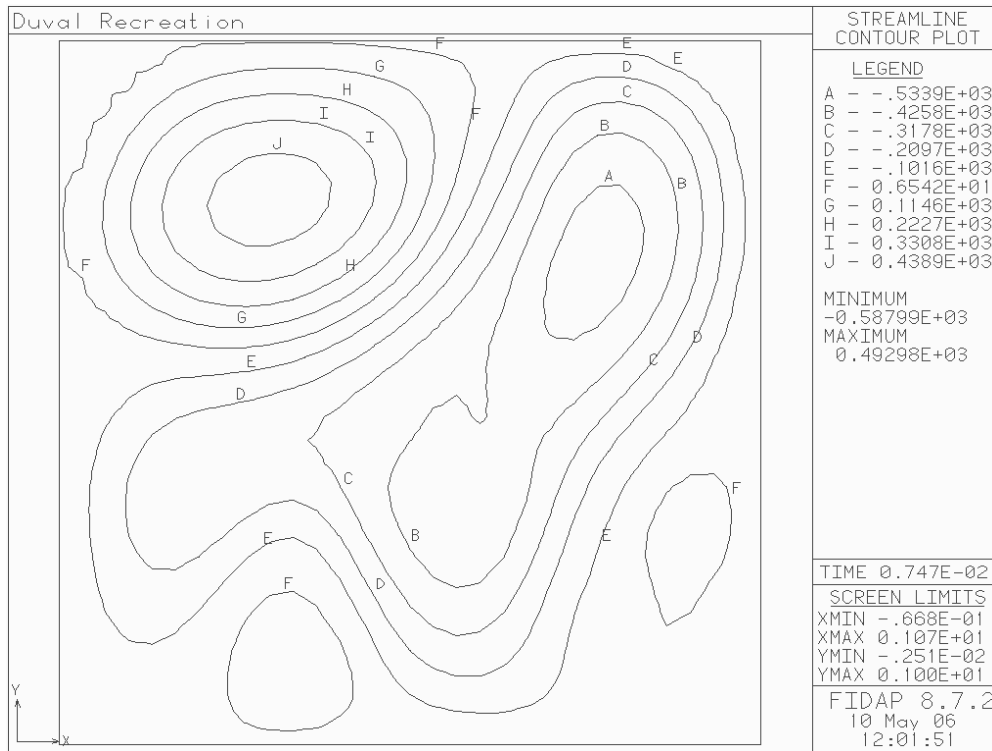 Duval Recreation
STREAMLINE
CONTOUR PLOT
LEGEND
A - -.5339E+03
B - -.4258E+03
C - -.3178E+03
D - -.2097E+03
E - -.1016E+03
F - 0.6542E+01
G - 0.1146E+03
H - 0.2227E+03
I - 0.3308E+03
J - 0.4389E+03
MINIMUM
-0.58799E+03
MAXIMUM
0.49298E+03
TIME 0.747E-02
SCREEN LIMITS
XMIN -.668E-01
XMAX 0.107E+01
YMIN -.251E-02
YMAX 0.100E+01
FIDAP 8.7.2
10 May 06
12:01:51
F
E
G
E
D
H
C
I
F
B
I
J
A
B
F
H
G
D
E
C
D
C
F
B
E
E
D
F
Y
X